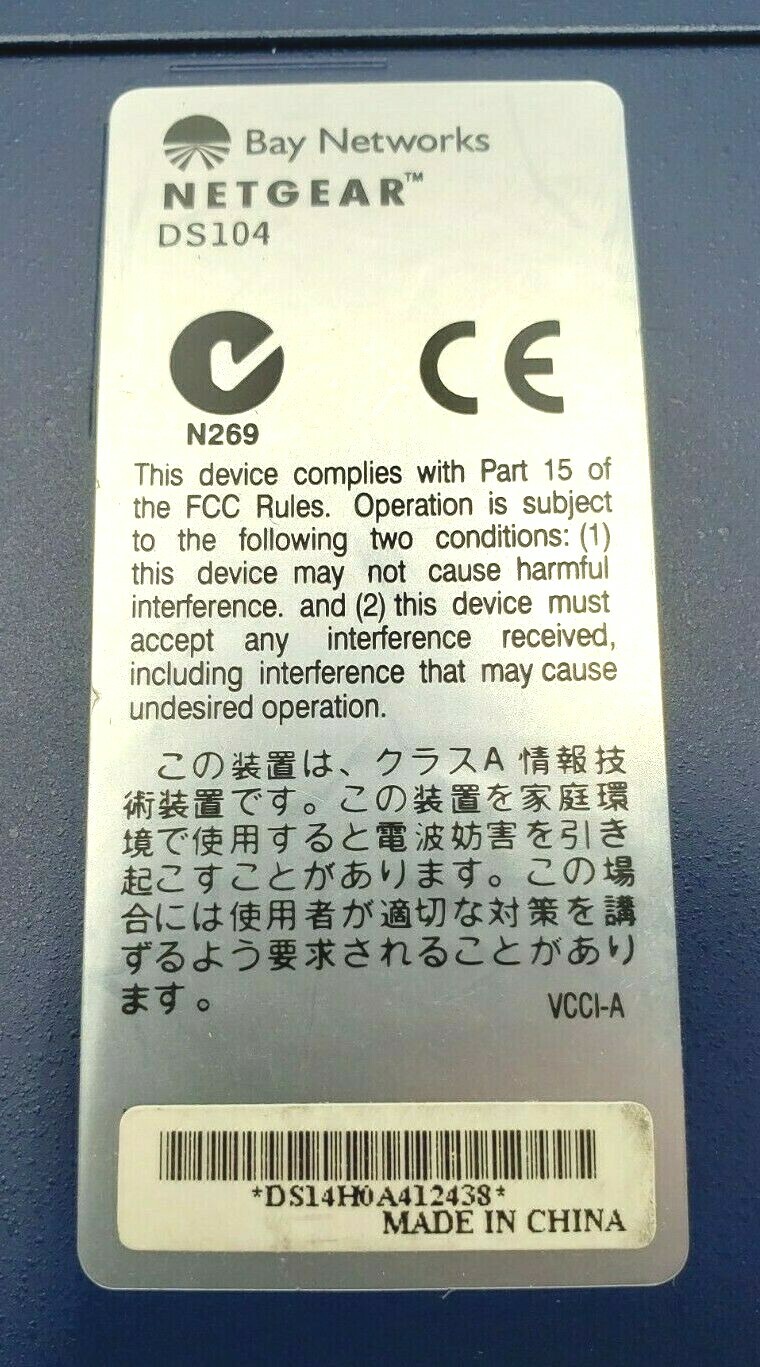 Bay Networks
NETGEAR™
DS104
N269
CE
This device complies with Part 15 of
the FCC Rules. Operation is subject
to the following two conditions: (1)
this device may not cause harmful
interference. and (2) this device must
accept any interference received,
including interference that may cause
undesired operation.
この装置は、クラスA 情報技
術装置です。この装置を家庭環
境で使用すると電波妨害を引き
起こすことがあります。この場
合には使用者が適切な対策を講
ずるよう要求されることがあり
ます。
VCCI-A
*DS14H0A412438*
MADE IN CHINA